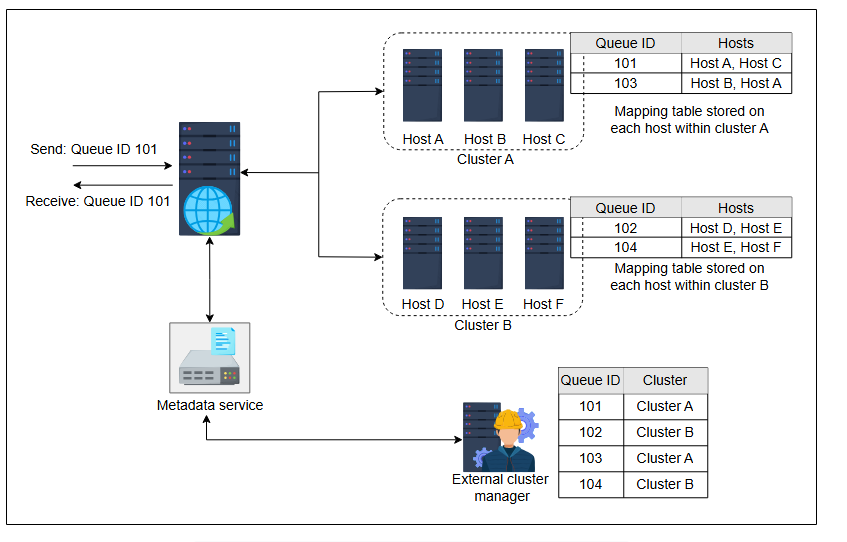 Send: Queue ID 101
Receive: Queue ID 101
Host A
Host B
Host C
Cluster A
Queue ID Hosts
101 Host A, Host C
103 Host B, Host A
Mapping table stored on
each host within cluster A
Host D
Host E
Host F
Cluster B
Queue ID Hosts
102 Host D, Host E
104 Host E, Host F
Mapping table stored on
each host within cluster B
Metadata service
External cluster
manager
Queue ID Cluster
101 Cluster A
102 Cluster B
103 Cluster A
104 Cluster B